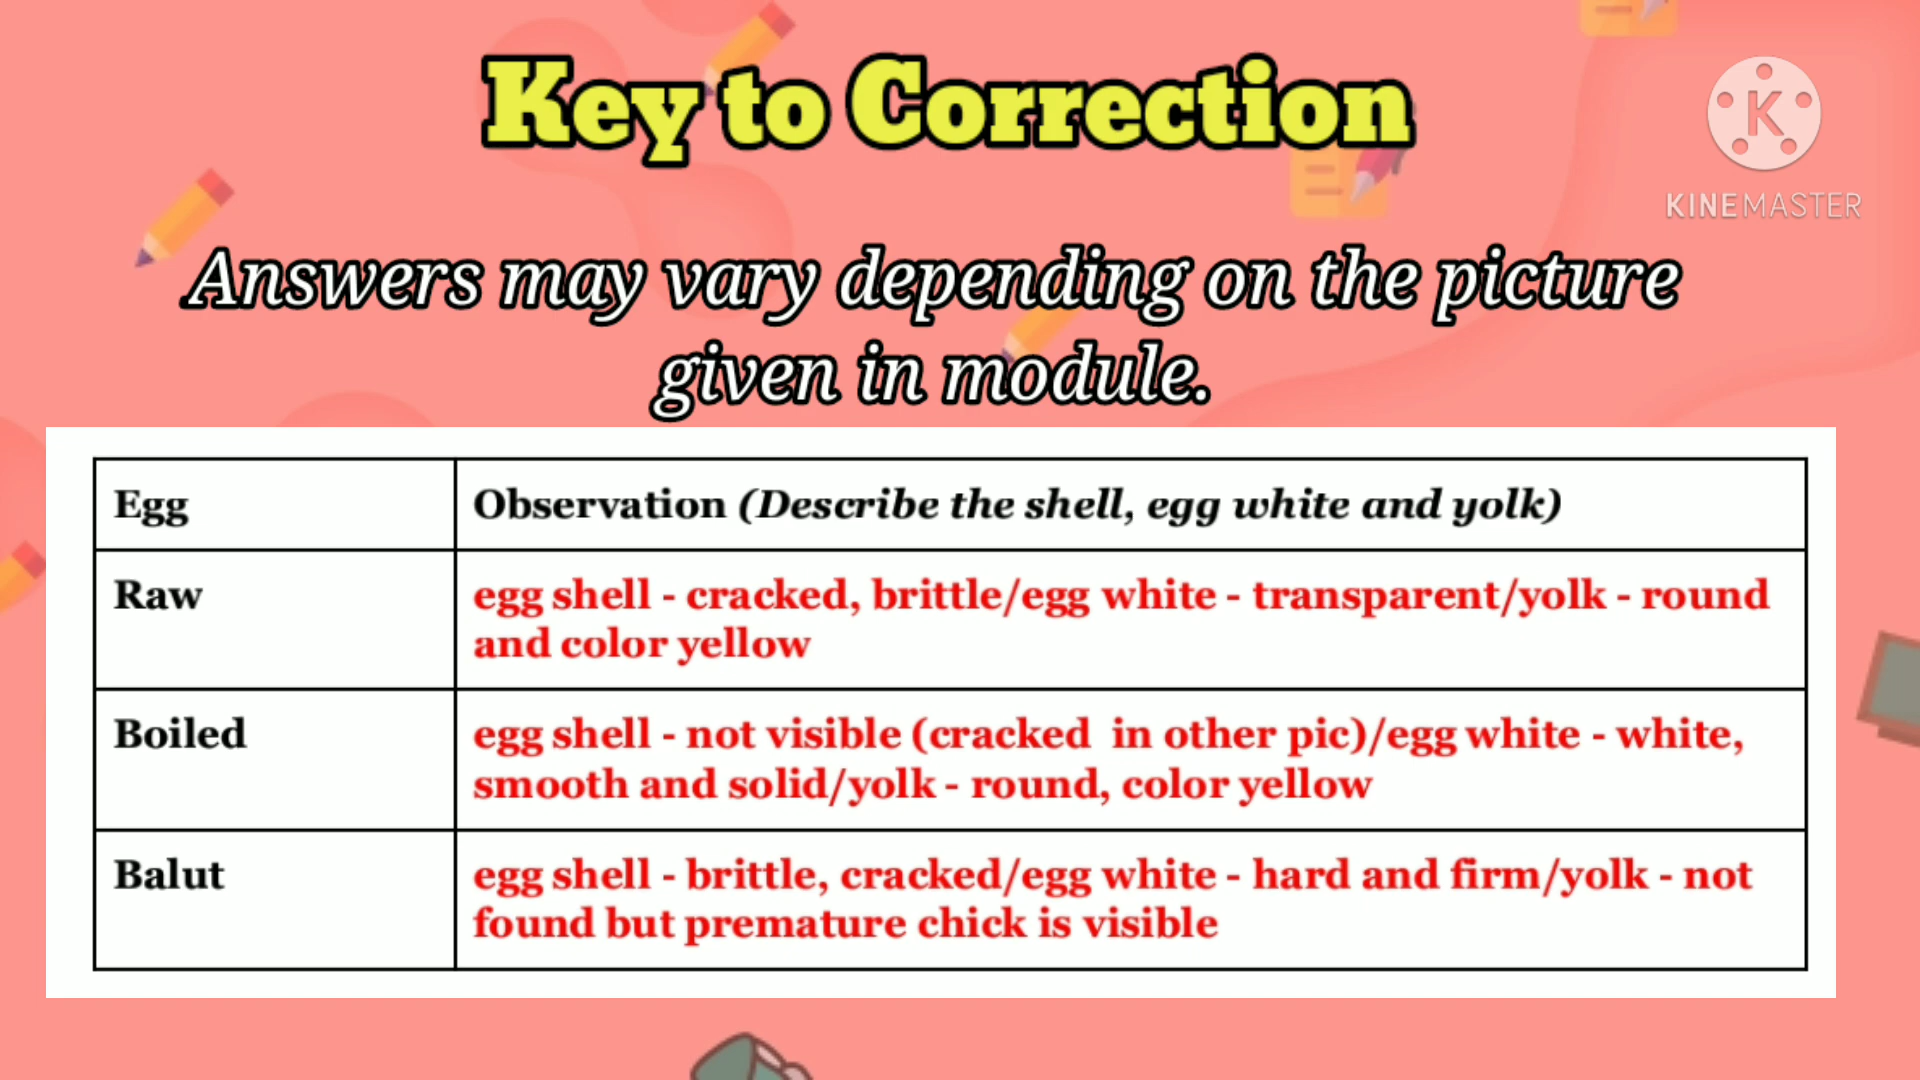 Key to Correction
KINEMASTER
Answers may vary depending on the picture
given in module.
Egg
Observation (Describe the shell, egg white and yolk)
Raw
egg shell - cracked, brittle/egg white - transparent/yolk - round
and color yellow
Boiled
egg shell - not visible (cracked in other pic)/egg white - white,
smooth and solid/yolk - round, color yellow
Balut
egg shell - brittle, cracked/egg white - hard and firm/yolk - not
found but premature chick is visible